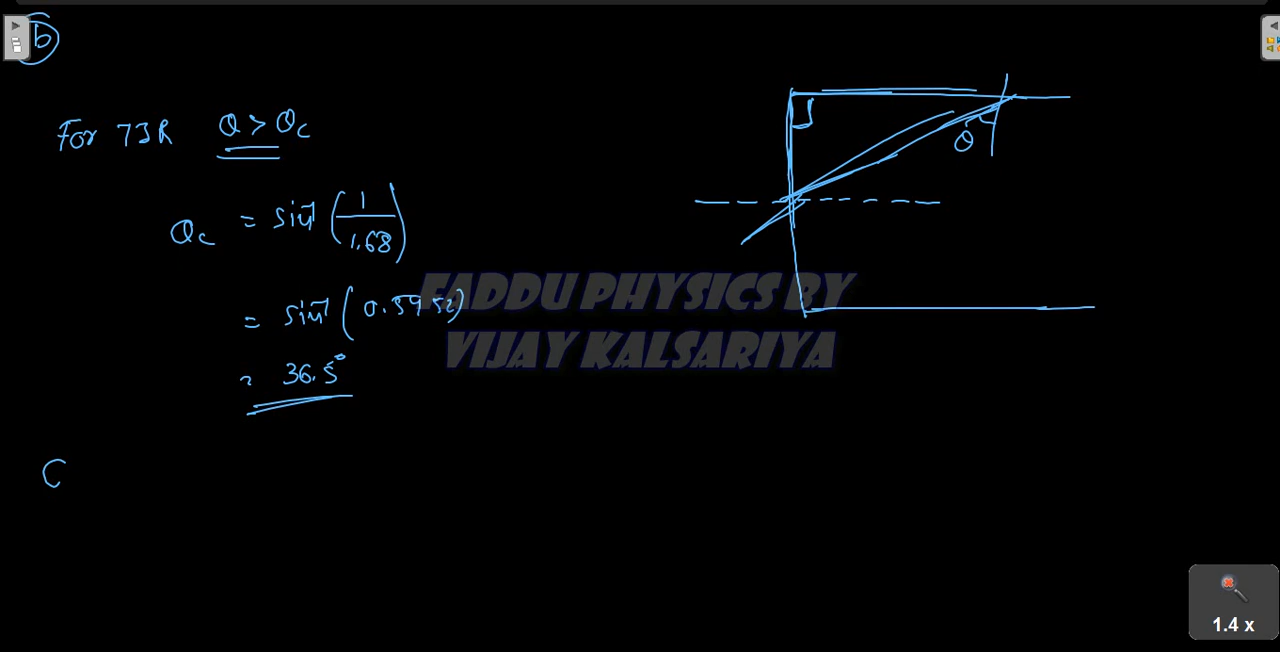 b
For TIR θ > θc
θc = sin⁻¹(1/1.68)
= sin⁻¹(0.5952)
= 36.5°
C
θ
FADDU PHYSICS BY
VIJAY KALSARIYA
1.4 x